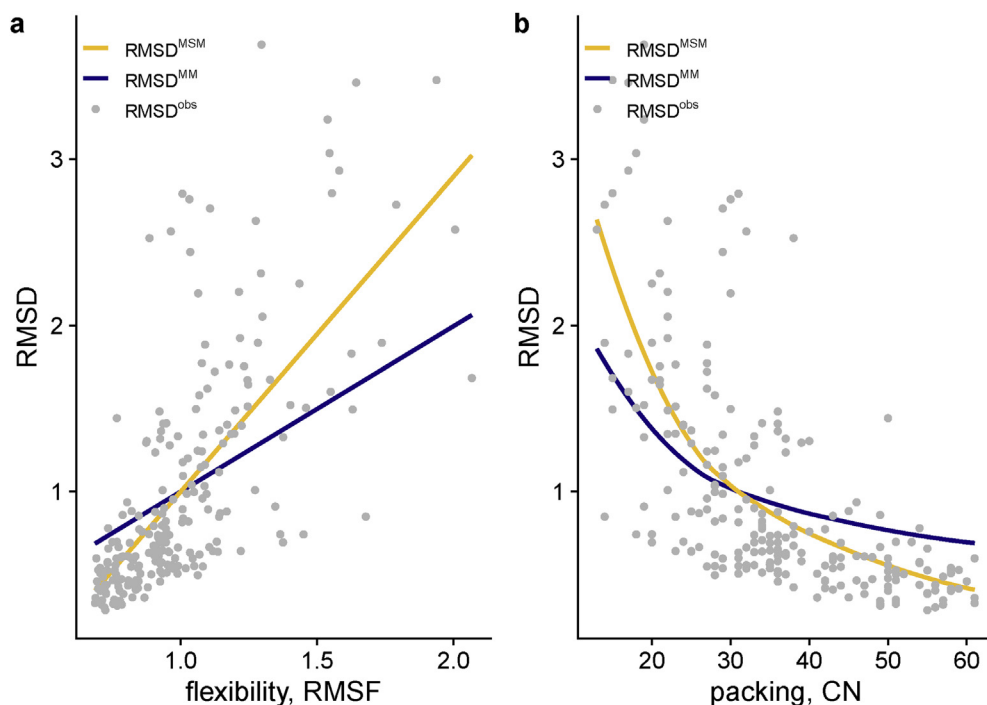 a
RMSD^MSM
RMSD^MM
RMSD^obs
3
2
1
RMSD
1.0 1.5 2.0
flexibility, RMSF
b
RMSD^MSM
RMSD^MM
RMSD^obs
3
2
1
RMSD
20 30 40 50 60
packing, CN